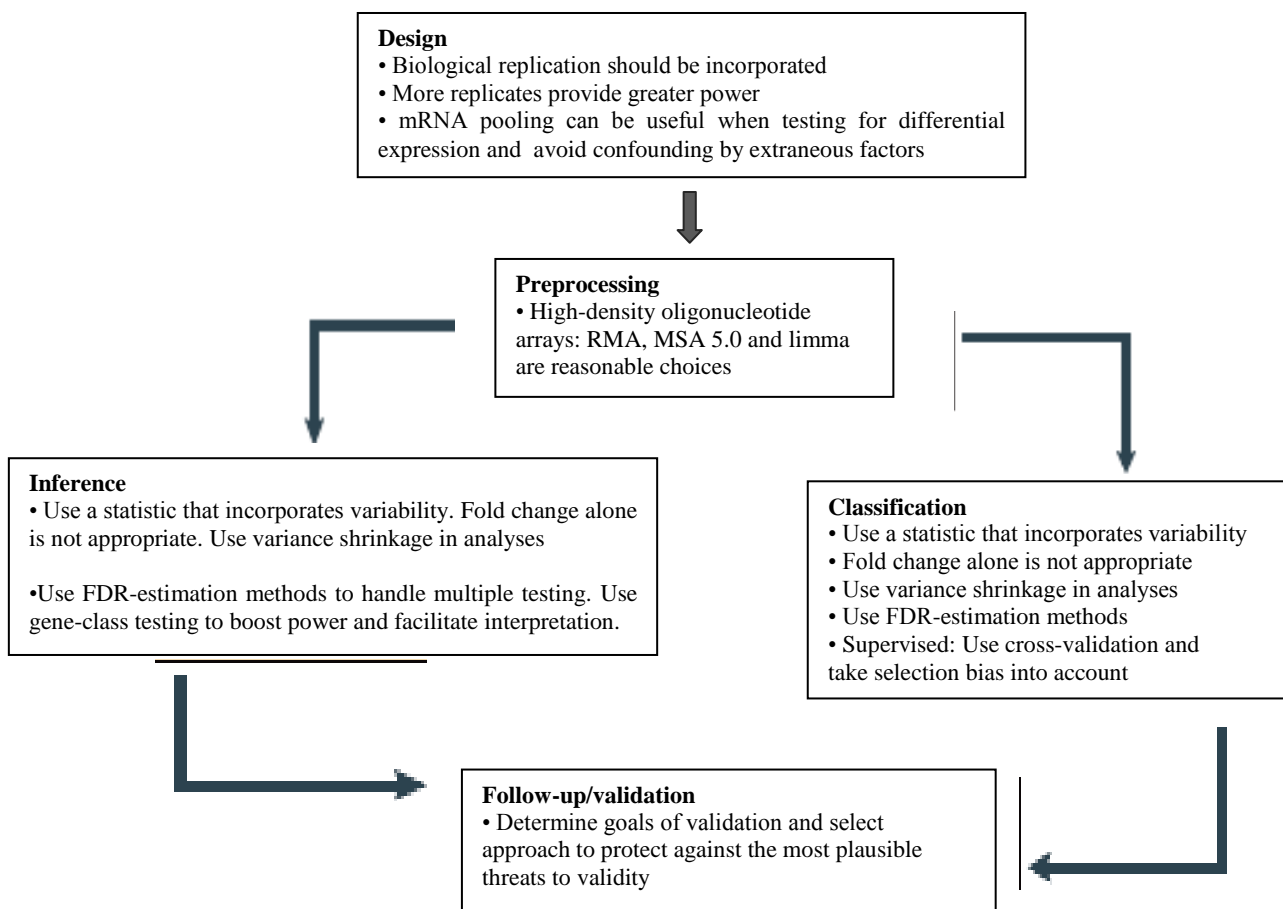 Design
• Biological replication should be incorporated
• More replicates provide greater power
• mRNA pooling can be useful when testing for differential
expression and avoid confounding by extraneous factors
Preprocessing
• High-density oligonucleotide
arrays: RMA, MSA 5.0 and limma
are reasonable choices
Inference
• Use a statistic that incorporates variability. Fold change alone
is not appropriate. Use variance shrinkage in analyses
•Use FDR-estimation methods to handle multiple testing. Use
gene-class testing to boost power and facilitate interpretation.
Classification
• Use a statistic that incorporates variability
• Fold change alone is not appropriate
• Use variance shrinkage in analyses
• Use FDR-estimation methods
• Supervised: Use cross-validation and
take selection bias into account
Follow-up/validation
• Determine goals of validation and select
approach to protect against the most plausible
threats to validity